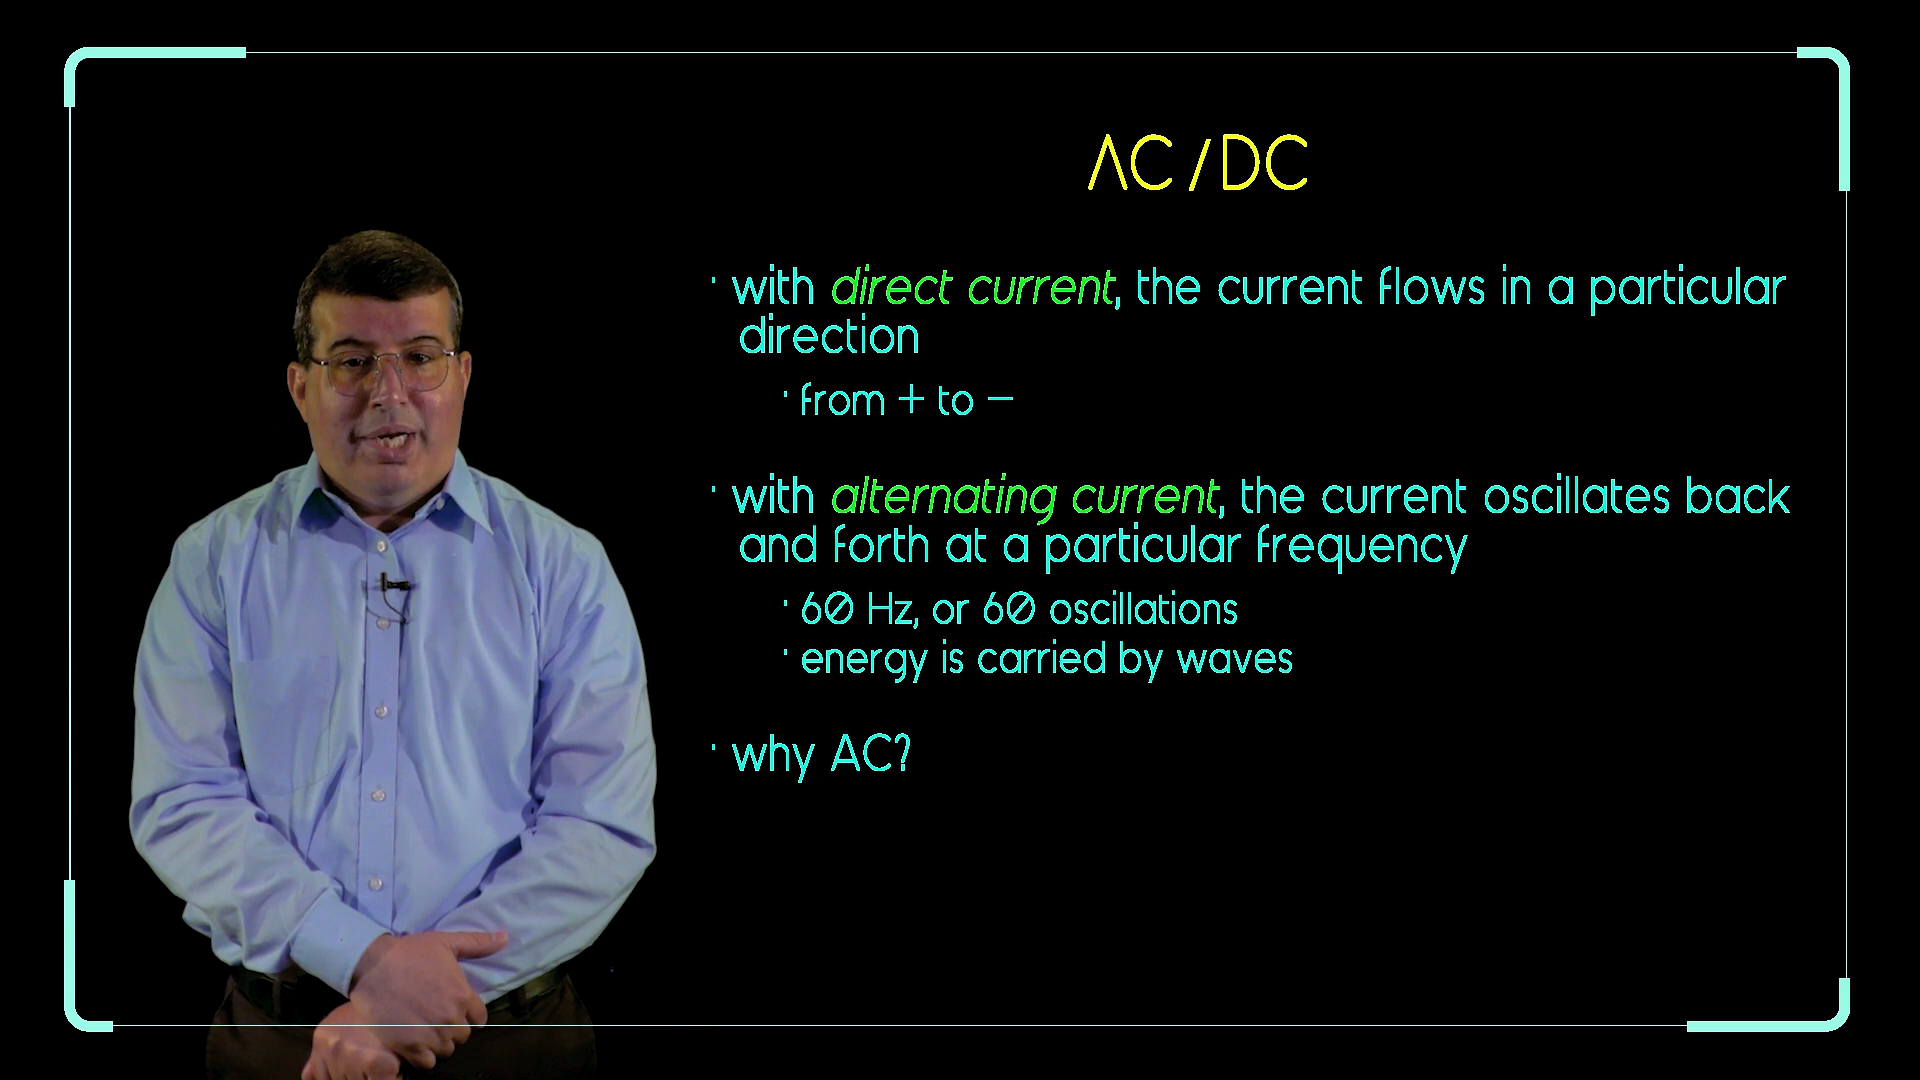 AC/DC
· with direct current, the current flows in a particular
direction
· from + to −
· with alternating current, the current oscillates back
and forth at a particular frequency
· 60 Hz, or 60 oscillations
· energy is carried by waves
· why AC?